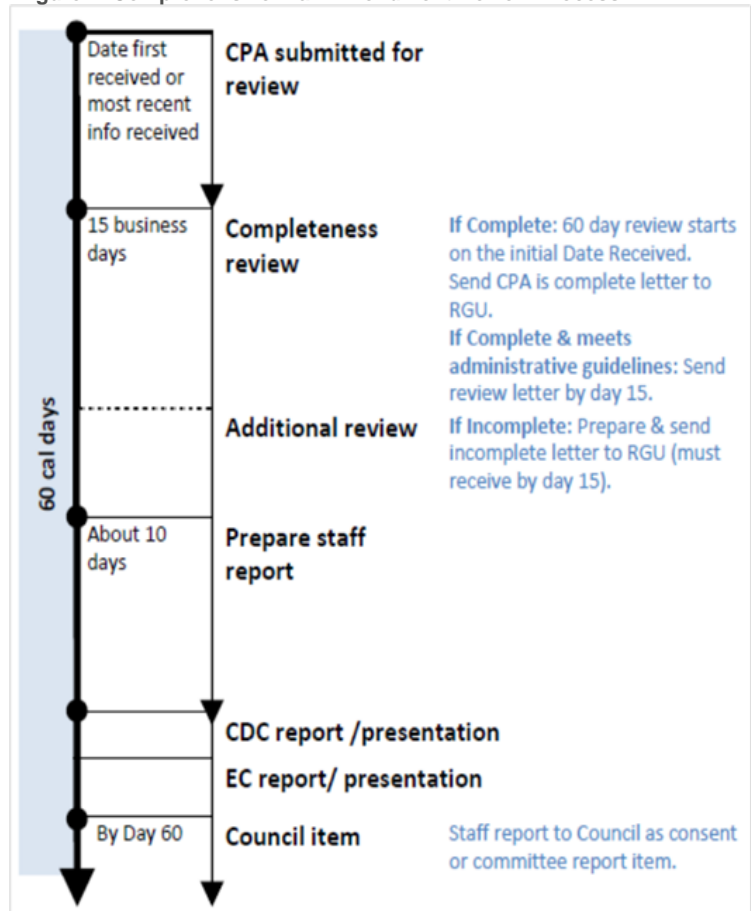 Date first
received or
most recent
info received
CPA submitted for
review
15 business
days
Completeness
review
If Complete: 60 day review starts
on the initial Date Received.
Send CPA is complete letter to
RGU.
If Complete & meets
administrative guidelines: Send
review letter by day 15.
60 cal days
Additional review
If Incomplete: Prepare & send
incomplete letter to RGU (must
receive by day 15).
About 10
days
Prepare staff
report
CDC report /presentation
EC report/ presentation
By Day 60
Council item
Staff report to Council as consent
or committee report item.